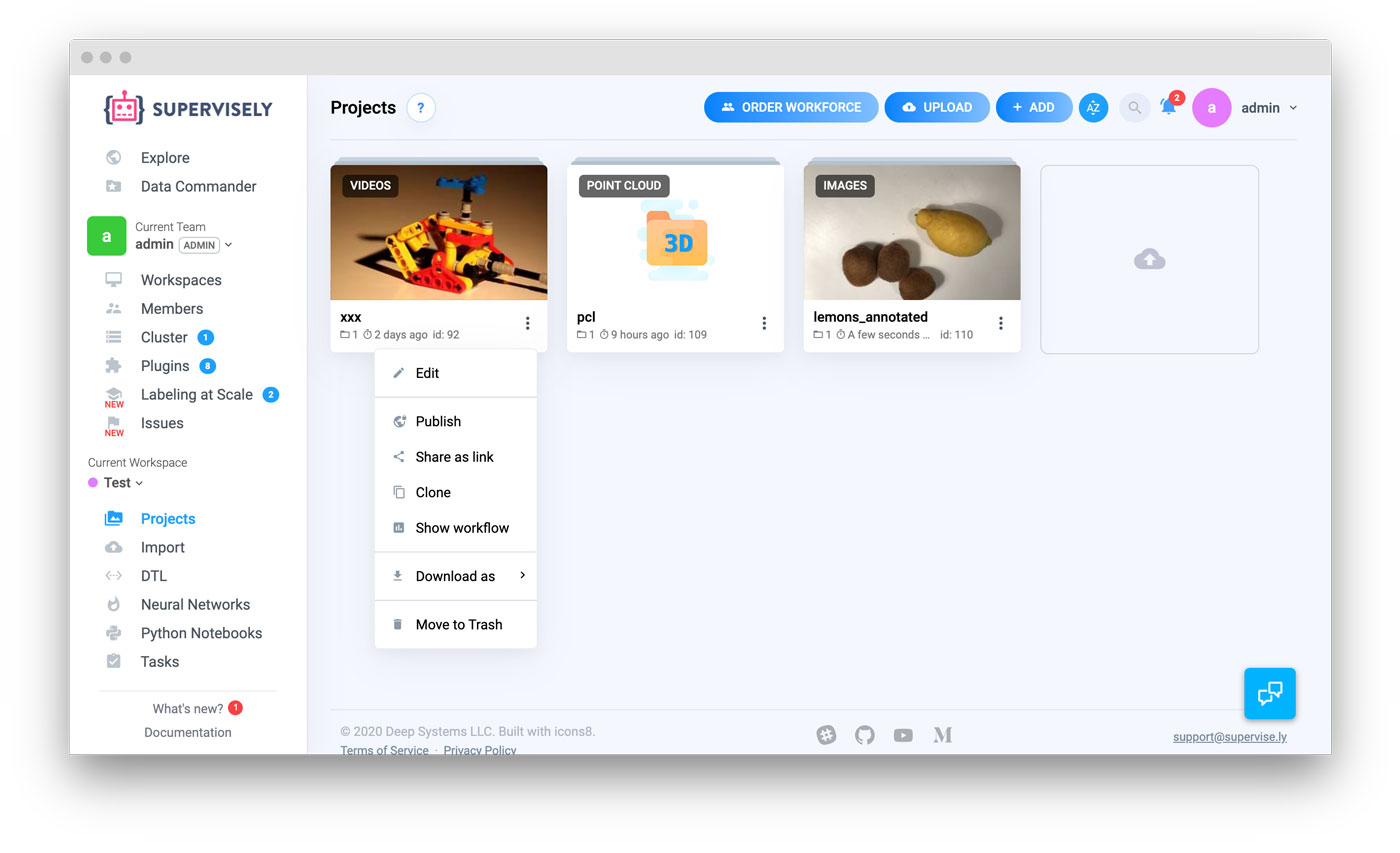 SUPERVISELY
Explore
Data Commander
a
Current Team
admin ADMIN
Workspaces
Members
Cluster 1
Plugins 8
Labeling at Scale 2
NEW
Issues
NEW
Current Workspace
Test
Projects
Import
DTL
Neural Networks
Python Notebooks
Tasks
What's new? 1
Documentation
Projects ?
ORDER WORKFORCE
UPLOAD
+ ADD
AZ
2
a
admin
VIDEOS
xxx
1 2 days ago id: 92
POINT CLOUD
3D
pcl
1 9 hours ago id: 109
IMAGES
lemons_annotated
1 A few seconds ... id: 110
Edit
Publish
Share as link
Clone
Show workflow
Download as
Move to Trash
© 2020 Deep Systems LLC. Built with icons8.
Terms of Service · Privacy Policy
M
support@supervise.ly